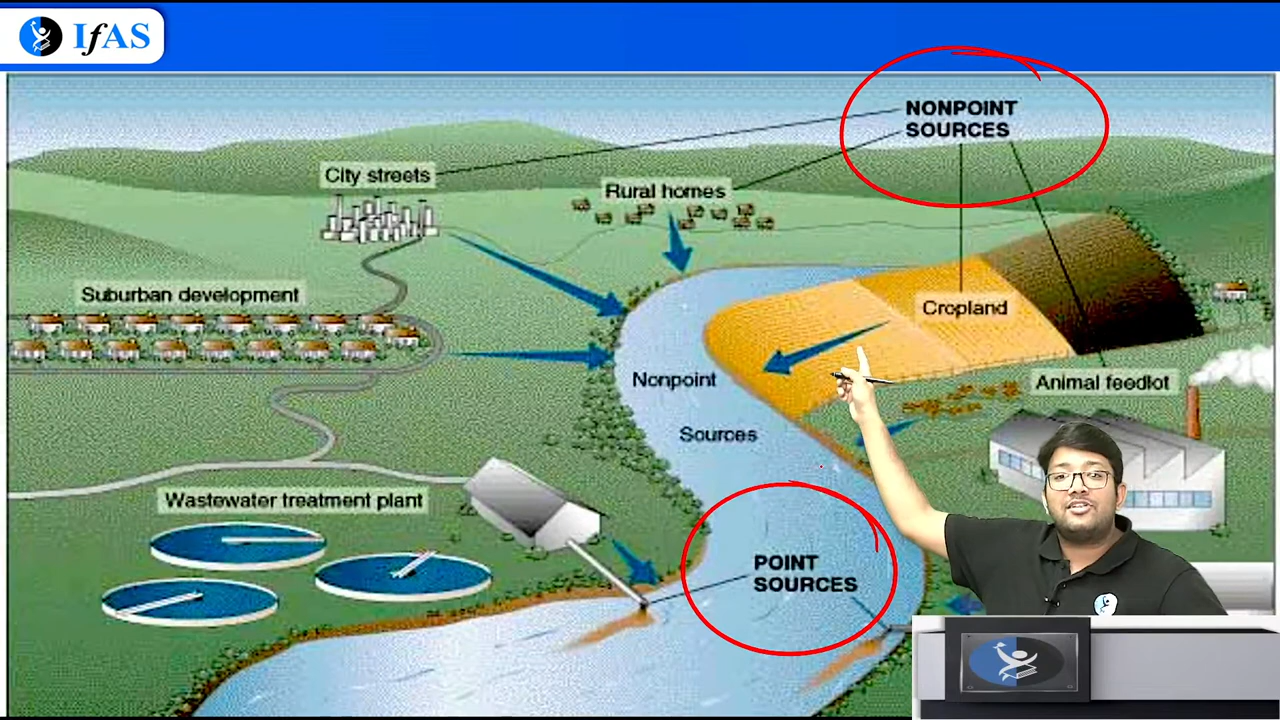 IfAS
NONPOINT
SOURCES
City streets
Rural homes
Suburban development
Cropland
Nonpoint
Animal feedlot
Sources
Wastewater treatment plant
POINT
SOURCES